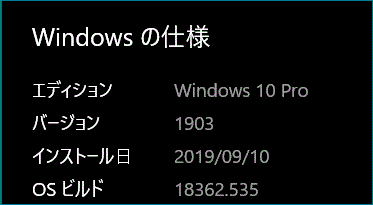 Windows の仕様
エディション Windows 10 Pro
バージョン 1903
インストール日 2019/09/10
OS ビルド 18362.535